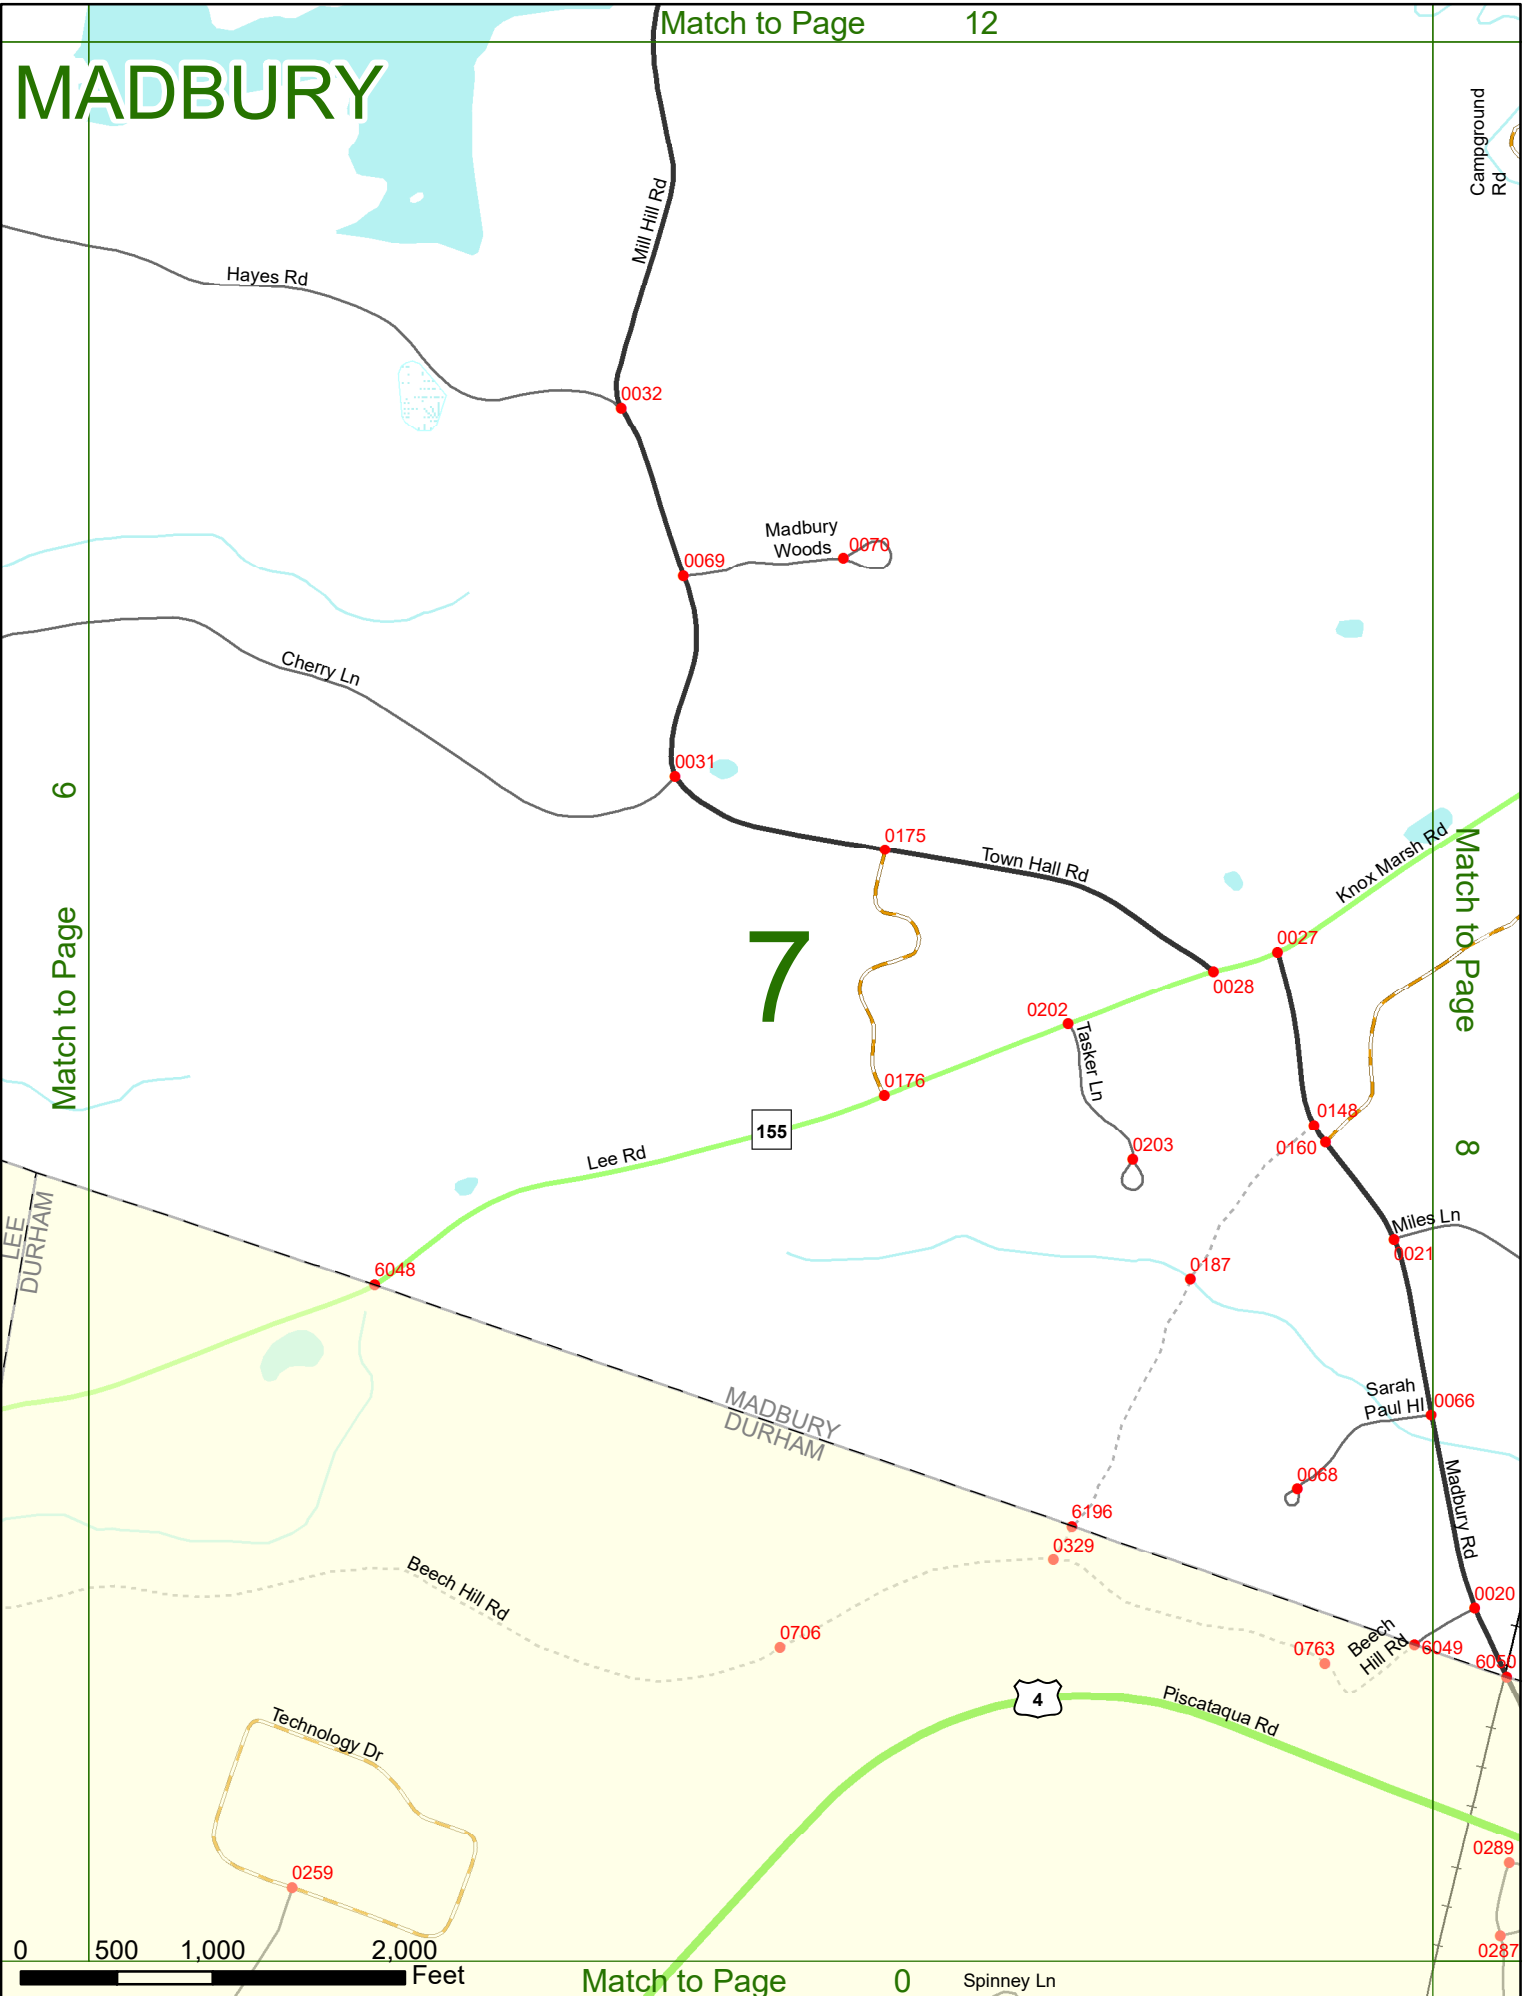 Match to Page 12
MADBURY
Campground
Rd
Mill Hill Rd
Hayes Rd
0032
Madbury
Woods
0070
0069
Cherry Ln
0031
6
0175
Town Hall Rd
Knox Marsh Rd
Match to Page
Match to Page
7
0027
0028
0202
Tasker Ln
0176
0148
155
0160
8
0203
Lee Rd
LEE
DURHAM
Miles Ln
0021
6048
0187
MADBURY
DURHAM
Sarah
Paul Hl
0066
0068
Madbury Rd
6196
0329
Beech Hill Rd
0020
0706
0763
Beech
Hill Rd
6049
6050
4
Piscataqua Rd
Technology Dr
0259
0289
0287
0 500 1,000 2,000
Feet
Match to Page 0
Spinney Ln